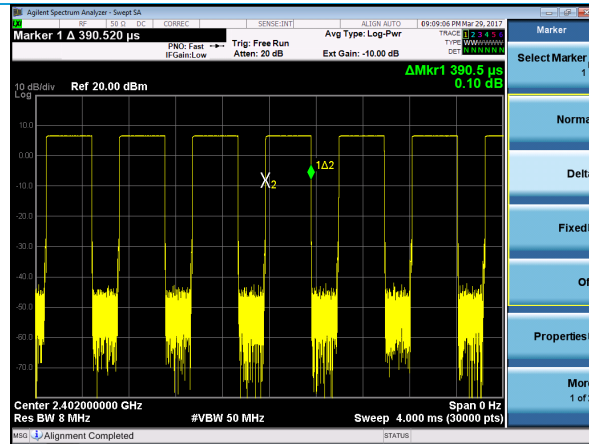 Agilent Spectrum Analyzer - Swept SA
RF 50 Ω DC CORREC SENSE:INT ALIGN AUTO 09:09:06 PM Mar 29, 2017
Marker 1 Δ 390.520 µs
PNO: Fast
IFGain:Low
Trig: Free Run
Atten: 20 dB
Avg Type: Log-Pwr
Ext Gain: -10.00 dB
TRACE 1 2 3 4 5 6
TYPE WWWWWW
DET N N N N N N
ΔMkr1 390.5 µs
0.10 dB
10 dB/div Ref 20.00 dBm
Log
10.0
0.00
-10.0
-20.0
-30.0
-40.0
-50.0
-60.0
-70.0
1Δ2
X2
Center 2.402000000 GHz
Span 0 Hz
Res BW 8 MHz
#VBW 50 MHz
Sweep 4.000 ms (30000 pts)
MSG Alignment Completed
STATUS
Marker
Select Marker
1
Norma
Delt
Fixed
O
Properties
Mor
1 of